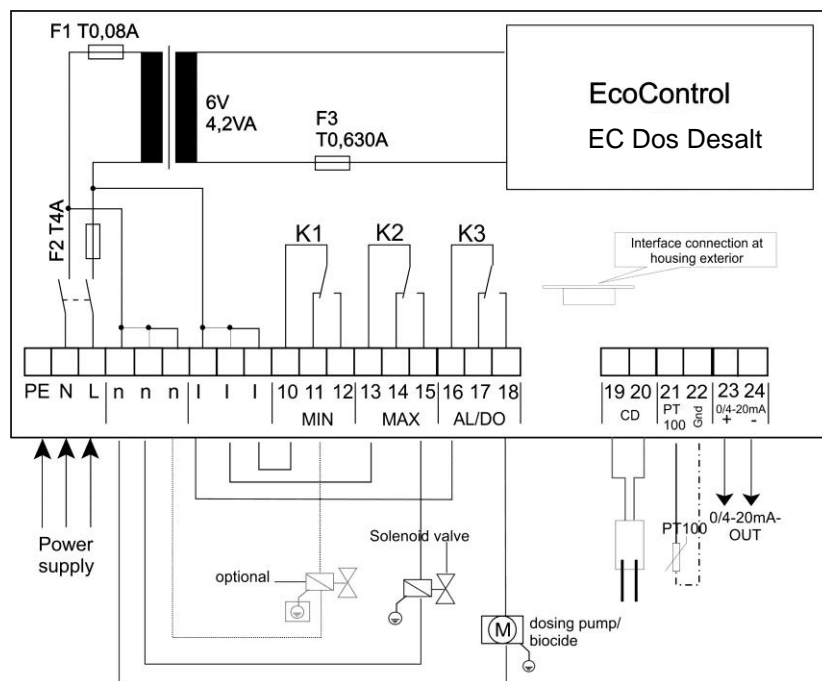 F1 T0,08A
6V
4,2VA
F3
T0,630A
EcoControl
EC Dos Desalt
F2 T4A
K1
K2
K3
Interface connection at
housing exterior
PE N L n n n l l l 10 11 12 13 14 15 16 17 18
MIN MAX AL/DO
19 20 21 22 23 24
CD
PT
100
Gnd
0/4-20mA
+ -
Power
supply
optional
Solenoid valve
M
dosing pump/
biocide
PT100
0/4-20mA-
OUT